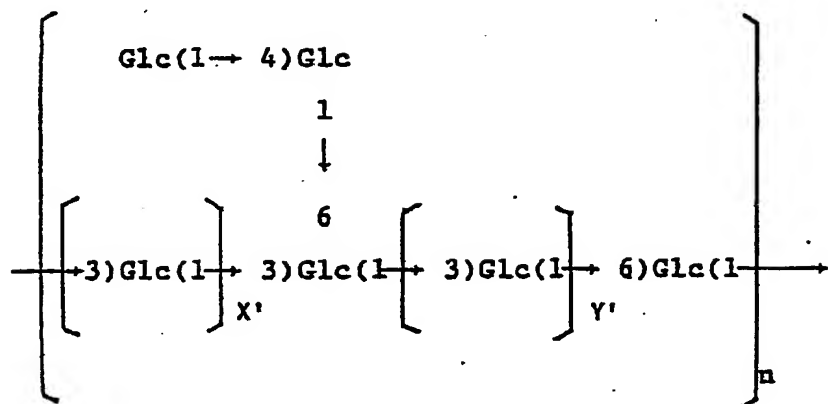 Glc(1→ 4)Glc
1
↓
6
→3)Glc(1→ 3)Glc(1→ 3)Glc(1→ 6)Glc(1→
X' Y'
n